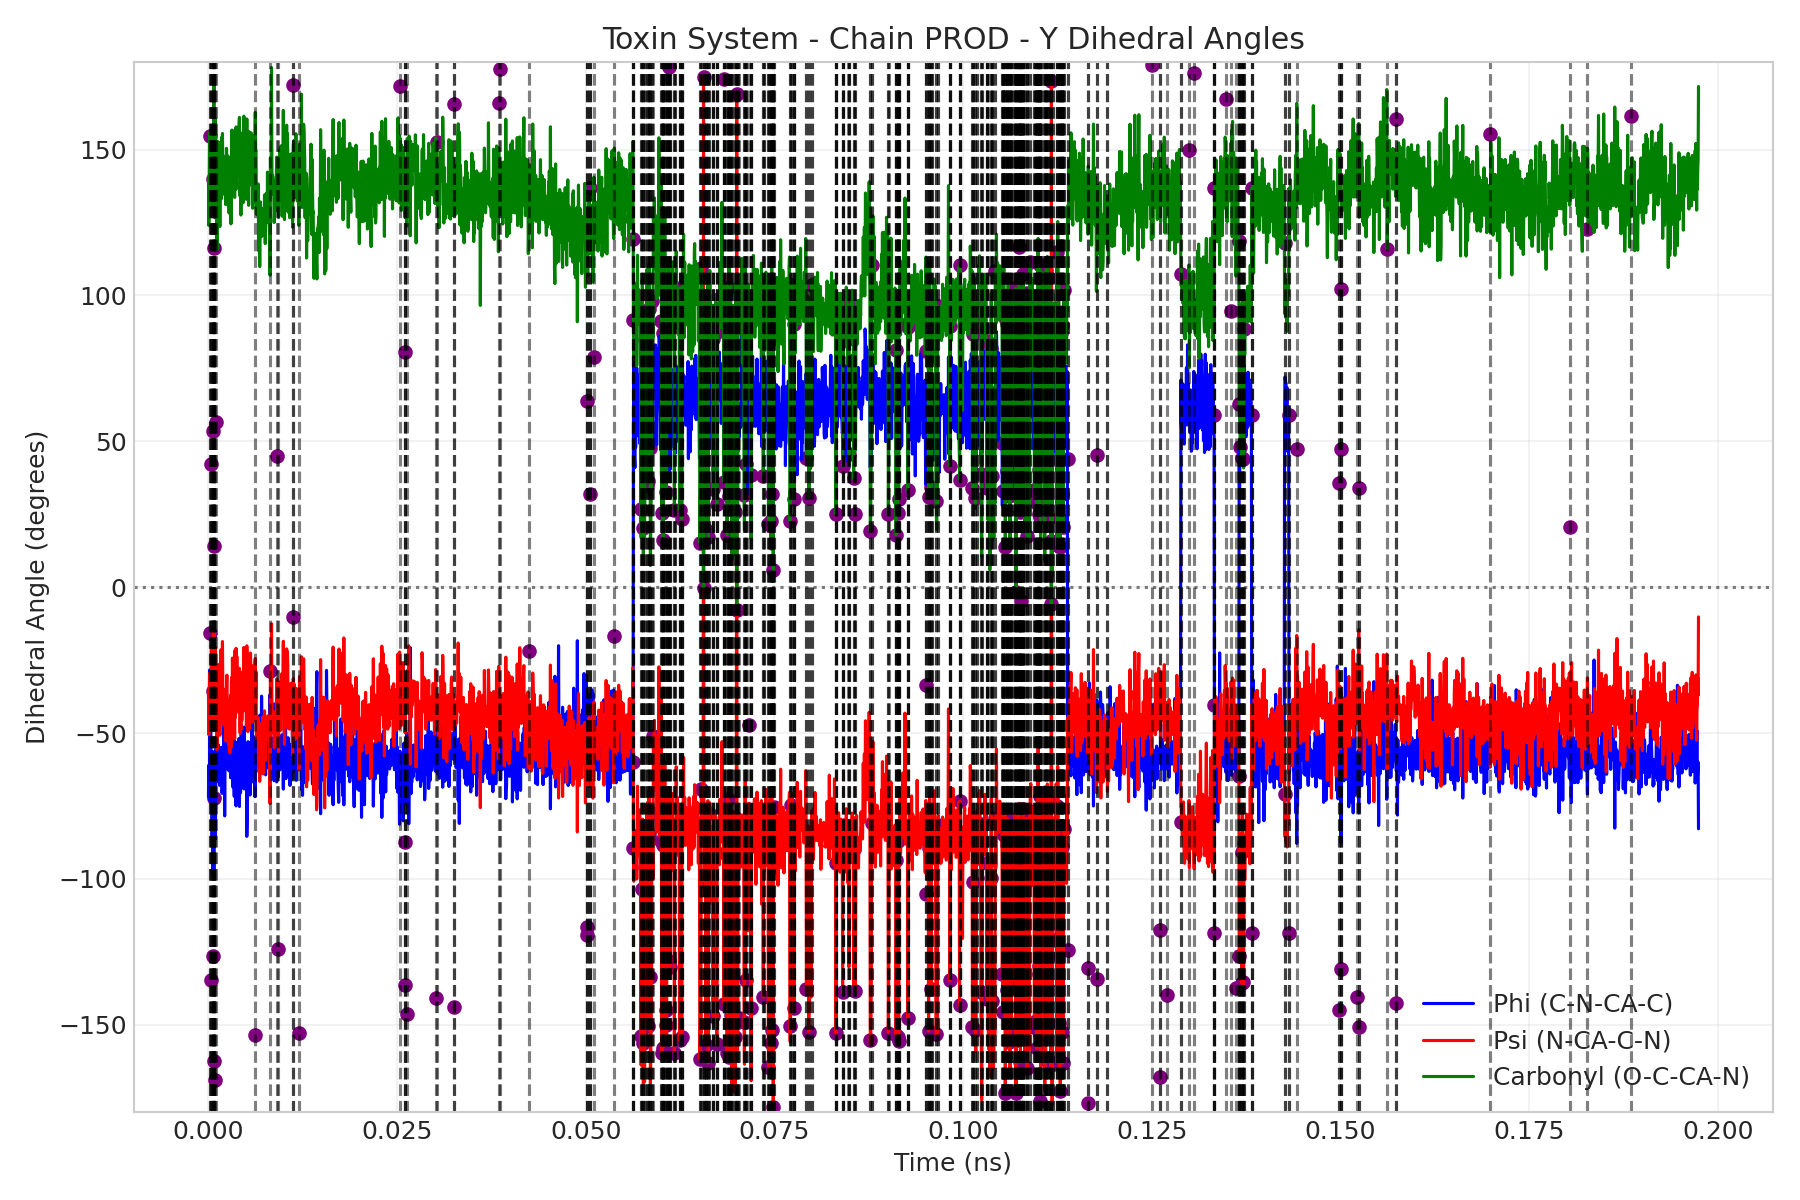 Toxin System - Chain PROD - Y Dihedral Angles
Dihedral Angle (degrees)
150
100
50
0
−50
−100
−150
Phi (C-N-CA-C)
Psi (N-CA-C-N)
Carbonyl (O-C-CA-N)
0.000 0.025 0.050 0.075 0.100 0.125 0.150 0.175 0.200
Time (ns)